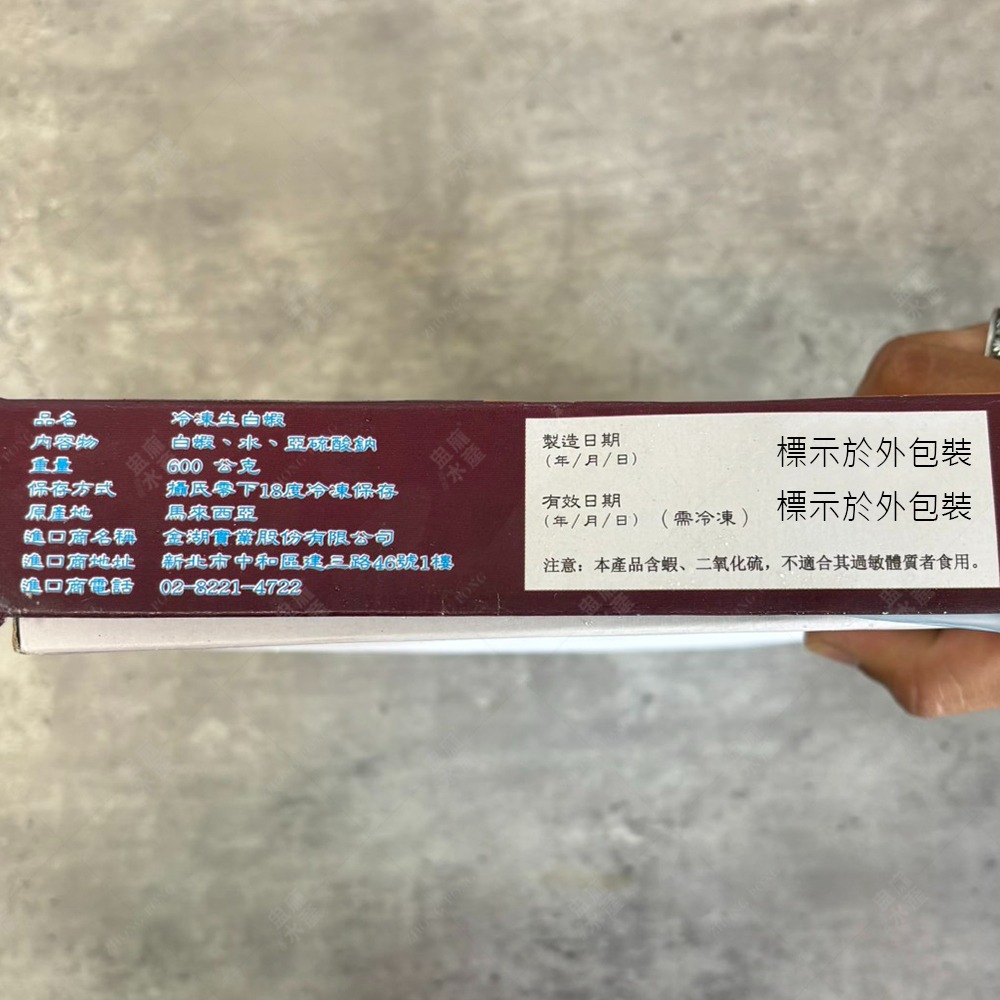 品名 冷凍生白蝦
內容物 白蝦、水、亞硫酸鈉
重量 600 公克
保存方式 攝氏零下18度冷凍保存
原產地 馬來西亞
進口商名稱 金湖實業股份有限公司
進口商地址 新北市中和區建三路46號1樓
進口商電話 02-8221-4722
製造日期 標示於外包裝
(年/月/日)
有效日期 標示於外包裝
(年/月/日) (需冷凍)
注意：本產品含蝦、二氧化硫，不適合其過敏體質者食用。